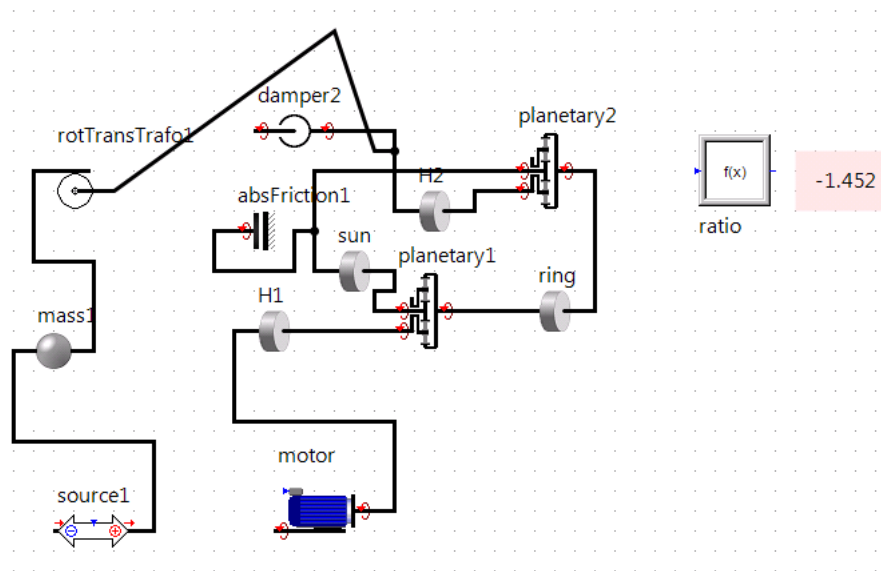 damper2
planetary2
rotTransTrafo1
H2
f(x)
-1.452
absFriction1
ratio
sun
planetary1
ring
H1
mass1
motor
source1